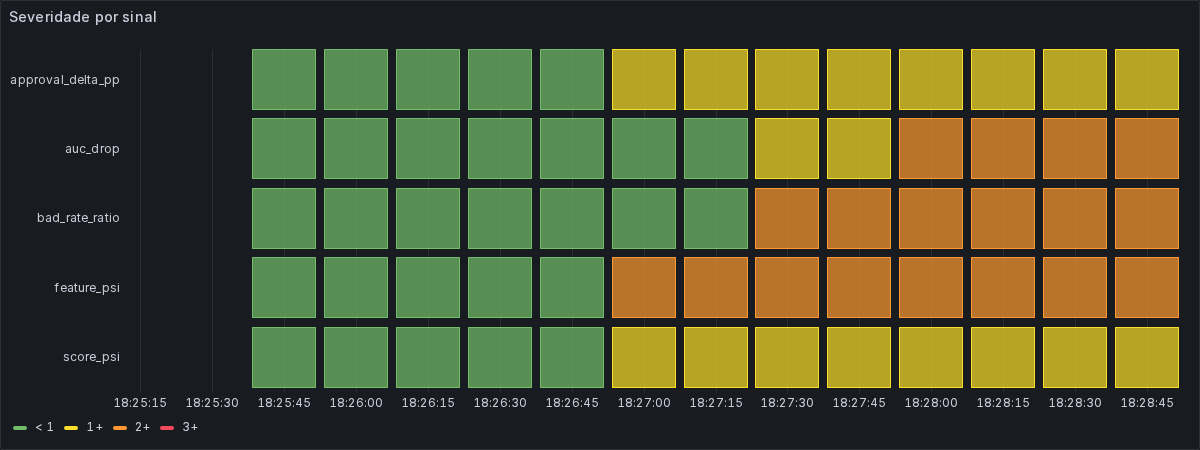 Severidade por sinal
approval_delta_pp
auc_drop
bad_rate_ratio
feature_psi
score_psi
18:25:15 18:25:30 18:25:45 18:26:00 18:26:15 18:26:30 18:26:45 18:27:00 18:27:15 18:27:30 18:27:45 18:28:00 18:28:15 18:28:30 18:28:45
< 1 1+ 2+ 3+